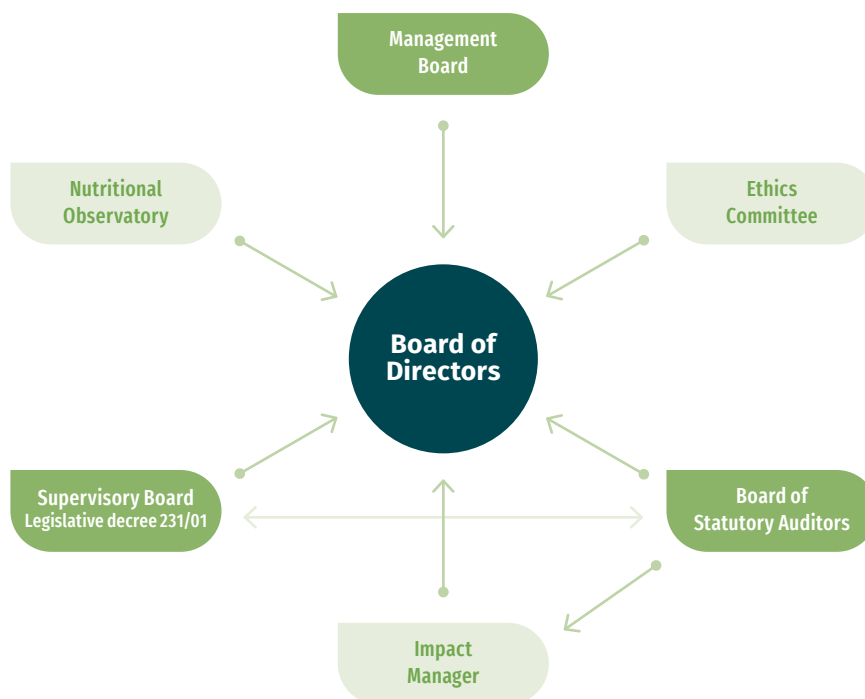 Management
Board
Nutritional
Observatory
Ethics
Committee
Board of
Directors
Supervisory Board
Legislative decree 231/01
Board of
Statutory Auditors
Impact
Manager